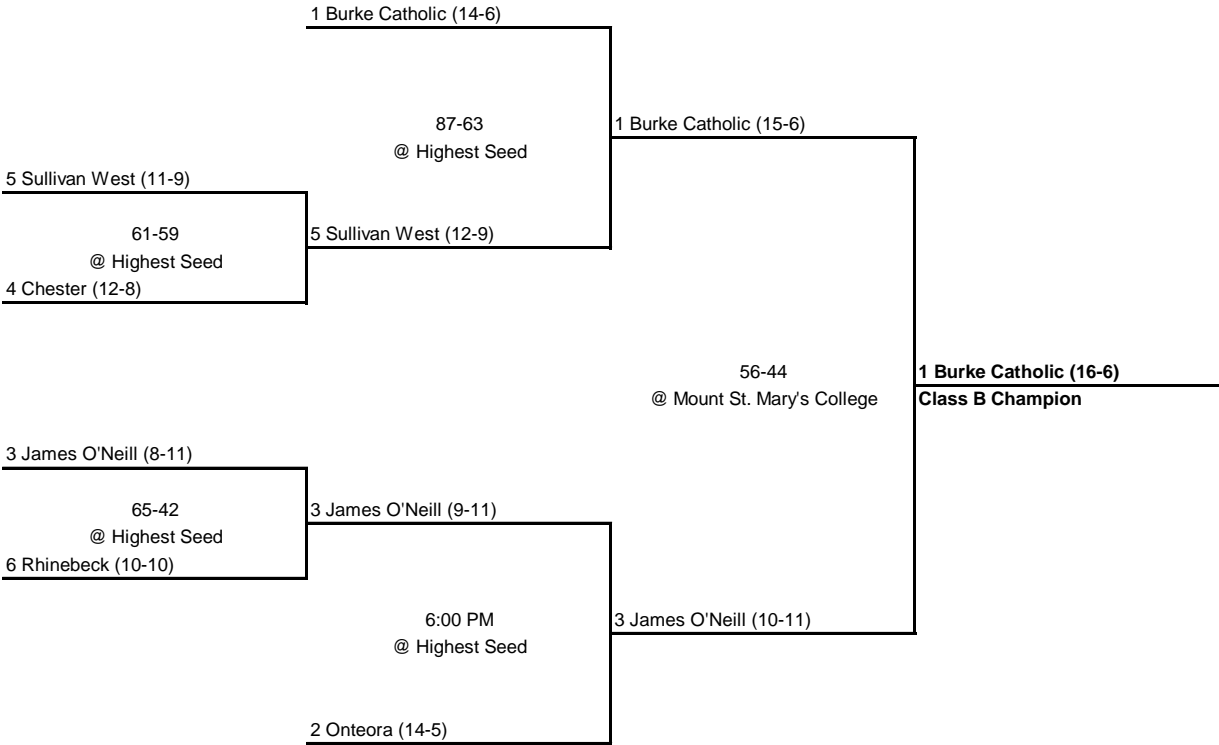 1 Burke Catholic (14-6)
87-63
@ Highest Seed
1 Burke Catholic (15-6)
5 Sullivan West (11-9)
61-59
@ Highest Seed
5 Sullivan West (12-9)
4 Chester (12-8)
56-44
@ Mount St. Mary's College
1 Burke Catholic (16-6)
Class B Champion
3 James O'Neill (8-11)
65-42
@ Highest Seed
3 James O'Neill (9-11)
6 Rhinebeck (10-10)
6:00 PM
@ Highest Seed
3 James O'Neill (10-11)
2 Onteora (14-5)